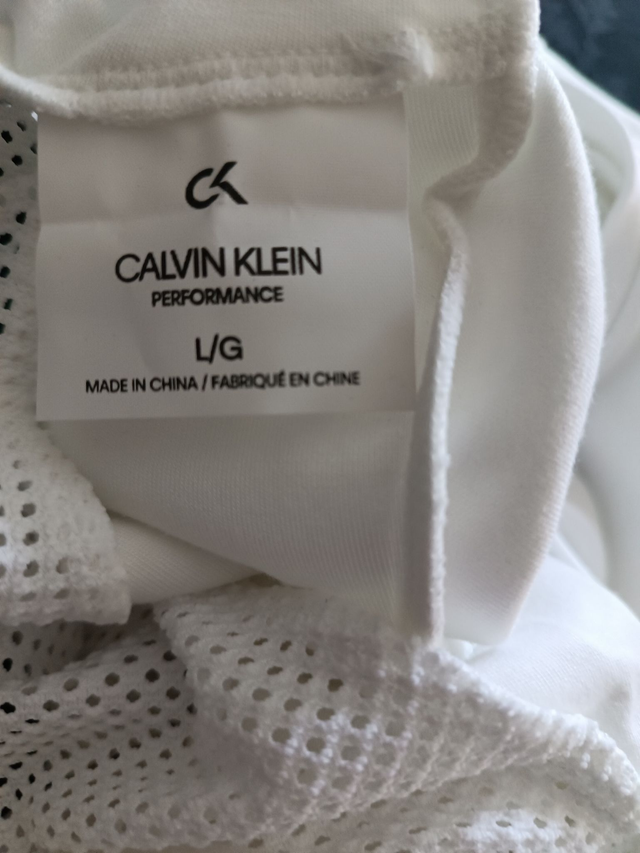 CK
CALVIN KLEIN
PERFORMANCE
L/G
MADE IN CHINA / FABRIQUÉ EN CHINE